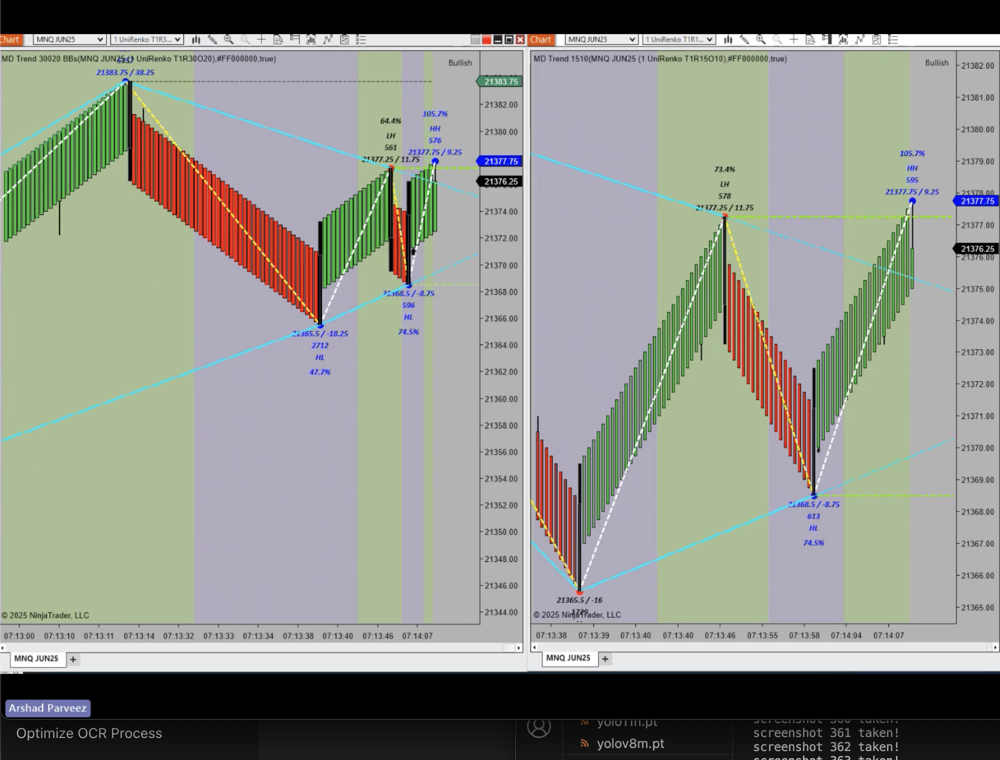 Chart
MNQ JUN25
1 UniRenko T1R3...
Chart
MNQ JUN25
1 UniRenko T1R1...
MD Trend 30020 BBs(MNQ JUN25 (1 UniRenko T1R30O20),#FF000000,true)
Bullish
21383.75 / 38.25
21383.75
21382.00
21380.00
21377.75
21376.25
21374.00
21372.00
21370.00
21368.00
21366.00
21364.00
21362.00
21360.00
21358.00
21356.00
21354.00
21352.00
21350.00
21348.00
21346.00
21344.00
64.4%
LH
561
21377.25 / 11.75
105.7%
HH
576
21377.75 / 9.25
21368.5 / -8.75
596
HL
74.5%
21365.5 / -18.25
2712
HL
47.7%
© 2025 NinjaTrader, LLC
07:13:00 07:13:10 07:13:11 07:13:14 07:13:32 07:13:33 07:13:34 07:13:38 07:13:40 07:13:46 07:14:07
MNQ JUN25 +
MD Trend 1510(MNQ JUN25 (1 UniRenko T1R15O10),#FF000000,true)
Bullish
21382.00
21381.00
21380.00
21379.00
21378.00
21377.75
21377.00
21376.25
21376.00
21375.00
21374.00
21373.00
21372.00
21371.00
21370.00
21369.00
21368.00
21367.00
21366.00
21365.00
73.4%
LH
578
21377.25 / 11.75
105.7%
HH
595
21377.75 / 9.25
21368.5 / -8.75
613
HL
74.5%
21365.5 / -16
© 2025 NinjaTrader, LLC
07:13:38 07:13:39 07:13:40 07:13:40 07:13:46 07:13:55 07:13:58 07:14:04 07:14:07
MNQ JUN25 +
Arshad Parveez
Optimize OCR Process
yolo11n.pt
yolov8m.pt
screenshot 360 taken!
screenshot 361 taken!
screenshot 362 taken!
screenshot 363 taken!